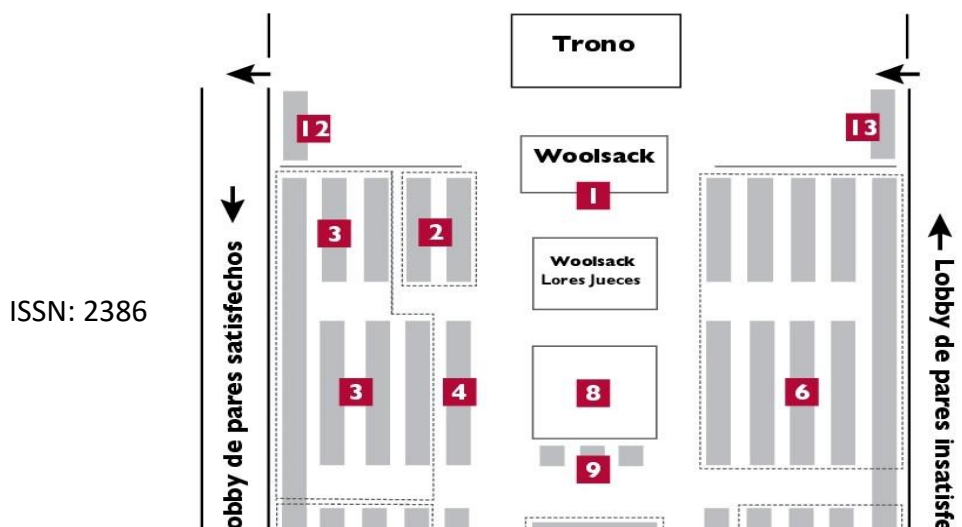 Trono
12
13
Woolsack
1
3
2
Woolsack
Lores Jueces
ISSN: 2386
3
4
8
6
9
obby de pares satisfechos
Lobby de pares insatisfe